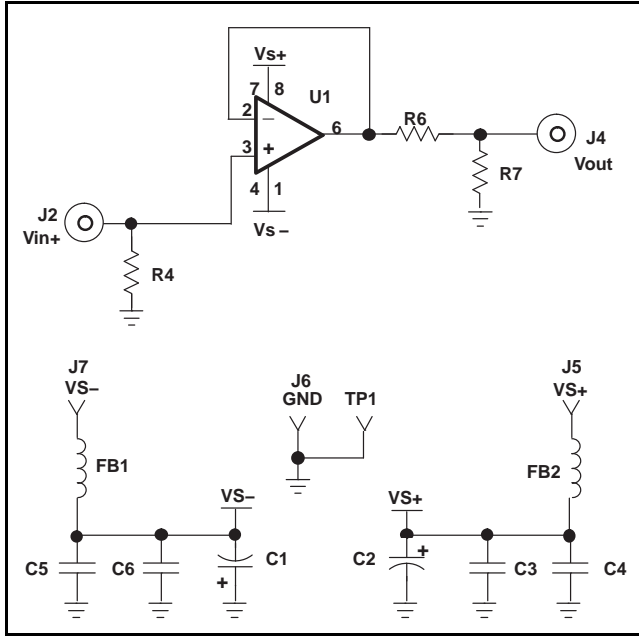 Vs+
7 8
U1
2 –
6
R6
J4
Vout
3 +
R7
4 1
Vs–
J2
Vin+
R4
J7
VS–
J6
GND
TP1
J5
VS+
FB1
FB2
VS–
VS+
C5
C6
C1
+
C2
+
C3
C4